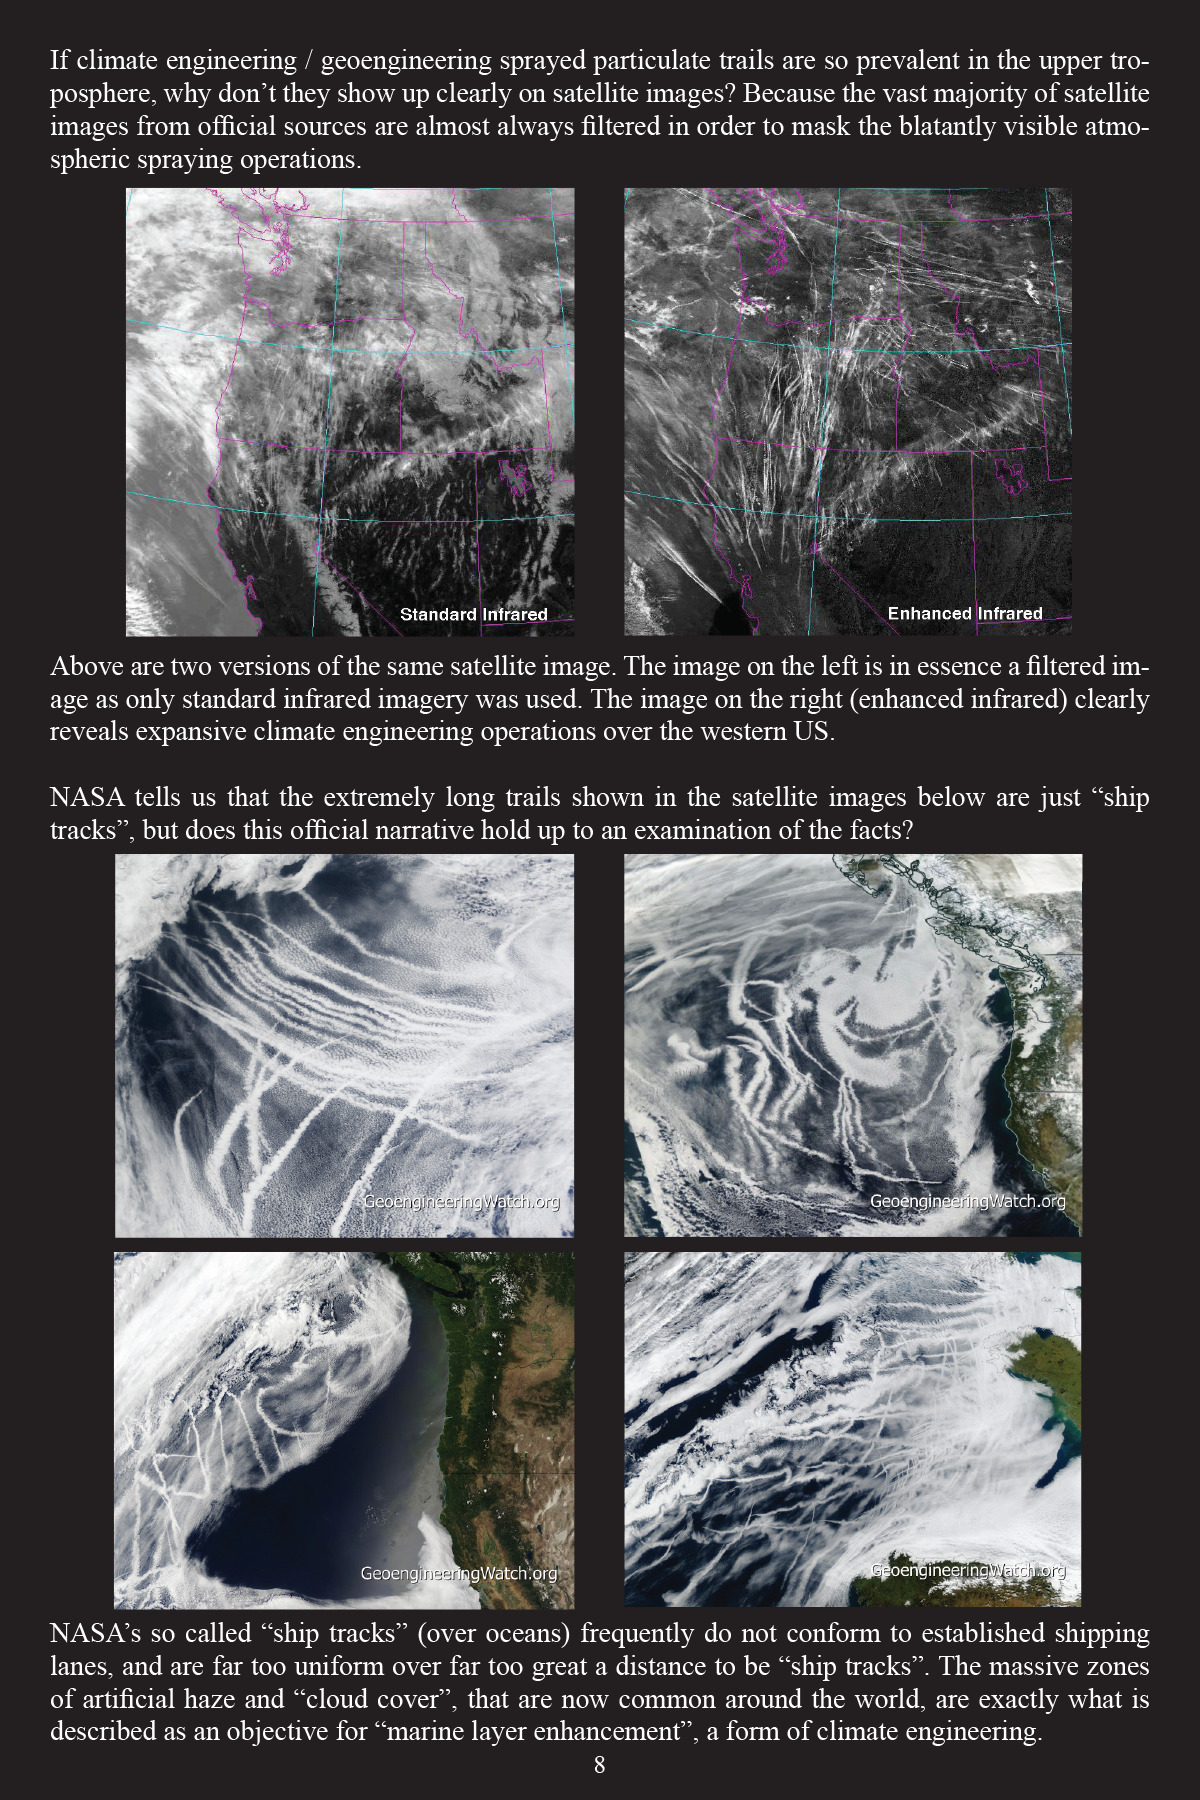 If climate engineering / geoengineering sprayed particulate trails are so prevalent in the upper tro-
posphere, why don’t they show up clearly on satellite images? Because the vast majority of satellite
images from official sources are almost always filtered in order to mask the blatantly visible atmo-
spheric spraying operations.
Standard Infrared
Enhanced Infrared
Above are two versions of the same satellite image. The image on the left is in essence a filtered im-
age as only standard infrared imagery was used. The image on the right (enhanced infrared) clearly
reveals expansive climate engineering operations over the western US.
NASA tells us that the extremely long trails shown in the satellite images below are just “ship
tracks”, but does this official narrative hold up to an examination of the facts?
GeoengineeringWatch.org
GeoengineeringWatch.org
GeoengineeringWatch.org
GeoengineeringWatch.org
NASA’s so called “ship tracks” (over oceans) frequently do not conform to established shipping
lanes, and are far too uniform over far too great a distance to be “ship tracks”. The massive zones
of artificial haze and “cloud cover”, that are now common around the world, are exactly what is
described as an objective for “marine layer enhancement”, a form of climate engineering.
8